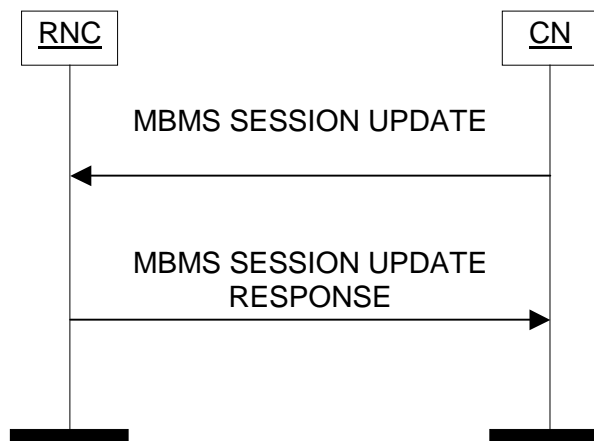 RNC
CN
MBMS SESSION UPDATE
MBMS SESSION UPDATE
RESPONSE